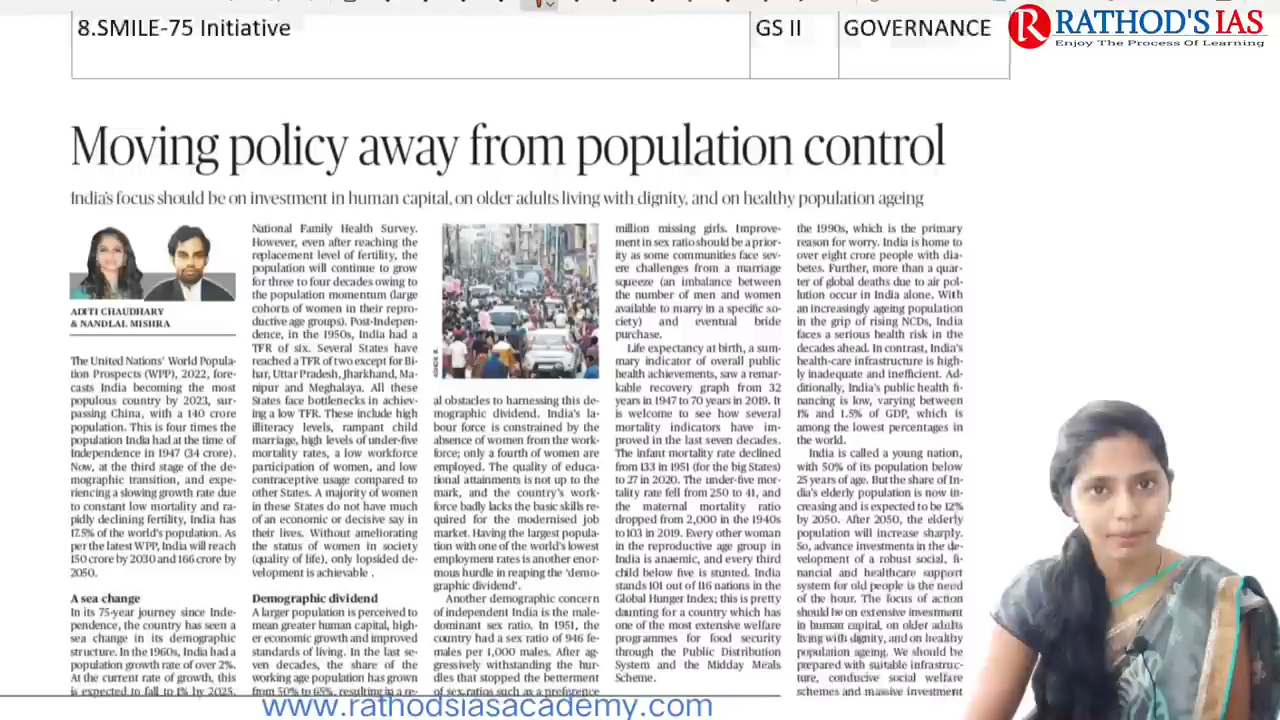 8.SMILE-75 Initiative
GS II
GOVERNANCE
RATHOD'S IAS
Enjoy The Process Of Learning
Moving policy away from population control
India's focus should be on investment in human capital, on older adults living with dignity, and on healthy population ageing
ADITI CHAUDHARY
& NANDLAL MISHRA
The United Nations' World Popula-
tion Prospects (WPP), 2022, fore-
casts India becoming the most
populous country by 2023, sur-
passing China, with a 140 crore
population. This is four times the
population India had at the time of
Independence in 1947 (34 crore).
Now, at the third stage of the de-
mographic transition, and expe-
riencing a slowing growth rate due
to constant low mortality and ra-
pidly declining fertility, India has
17.5% of the world's population. As
per the latest WPP, India will reach
150 crore by 2030 and 166 crore by
2050.
A sea change
In its 75-year journey since Inde-
pendence, the country has seen a
sea change in its demographic
structure. In the 1960s, India had a
population growth rate of over 2%.
At the current rate of growth, this
is expected to fall to 1% by 2025.
National Family Health Survey.
However, even after reaching the
replacement level of fertility, the
population will continue to grow
for three to four decades owing to
the population momentum (large
cohorts of women in their repro-
ductive age groups). Post-Indepen-
dence, in the 1950s, India had a
TFR of six. Several States have
reached a TFR of two except for Bi-
har, Uttar Pradesh, Jharkhand, Ma-
nipur and Meghalaya. All these
States face bottlenecks in achiev-
ing a low TFR. These include high
illiteracy levels, rampant child
marriage, high levels of under-five
mortality rates, a low workforce
participation of women, and low
contraceptive usage compared to
other States. A majority of women
in these States do not have much
of an economic or decisive say in
their lives. Without ameliorating
the status of women in society
(quality of life), only lopsided de-
velopment is achievable .
Demographic dividend
A larger population is perceived to
mean greater human capital, high-
er economic growth and improved
standards of living. In the last se-
ven decades, the share of the
working age population has grown
from 50% to 65%, resulting in a re-
al obstacles to harnessing this de-
mographic dividend. India's la-
bour force is constrained by the
absence of women from the work-
force; only a fourth of women are
employed. The quality of educa-
tional attainments is not up to the
mark, and the country's work-
force badly lacks the basic skills re-
quired for the modernised job
market. Having the largest popula-
tion with one of the world's lowest
employment rates is another enor-
mous hurdle in reaping the 'demo-
graphic dividend'.
Another demographic concern
of independent India is the male-
dominant sex ratio. In 1951, the
country had a sex ratio of 946 fe-
males per 1,000 males. After ag-
gressively withstanding the hur-
dles that stopped the betterment
of sex ratios such as a preference
million missing girls. Improve-
ment in sex ratio should be a prior-
ity as some communities face sev-
ere challenges from a marriage
squeeze (an imbalance between
the number of men and women
available to marry in a specific so-
ciety) and eventual bride
purchase.
Life expectancy at birth, a sum-
mary indicator of overall public
health achievements, saw a remar-
kable recovery graph from 32
years in 1947 to 70 years in 2019. It
is welcome to see how several
mortality indicators have im-
proved in the last seven decades.
The infant mortality rate declined
from 133 in 1951 (for the big States)
to 27 in 2020. The under-five mor-
tality rate fell from 250 to 41, and
the maternal mortality ratio
dropped from 2,000 in the 1940s
to 103 in 2019. Every other woman
in the reproductive age group in
India is anaemic, and every third
child below five is stunted. India
stands 101 out of 116 nations in the
Global Hunger Index; this is pretty
daunting for a country which has
one of the most extensive welfare
programmes for food security
through the Public Distribution
System and the Midday Meals
Scheme.
the 1990s, which is the primary
reason for worry. India is home to
over eight crore people with dia-
betes. Further, more than a quar-
ter of global deaths due to air pol-
lution occur in India alone. With
an increasingly ageing population
in the grip of rising NCDs, India
faces a serious health risk in the
decades ahead. In contrast, India's
health-care infrastructure is high-
ly inadequate and inefficient. Ad-
ditionally, India's public health fi-
nancing is low, varying between
1% and 1.5% of GDP, which is
among the lowest percentages in
the world.
India is called a young nation,
with 50% of its population below
25 years of age. But the share of In-
dia's elderly population is now in-
creasing and is expected to be 12%
by 2050. After 2050, the elderly
population will increase sharply.
So, advance investments in the de-
velopment of a robust social, fi-
nancial and healthcare support
system for old people is the need
of the hour. The focus of action
should be on extensive investment
in human capital, on older adults
living with dignity, and on healthy
population ageing. We should be
prepared with suitable infrastruc-
ture, conducive social welfare
schemes and massive investment
www.rathodsiasacademy.com